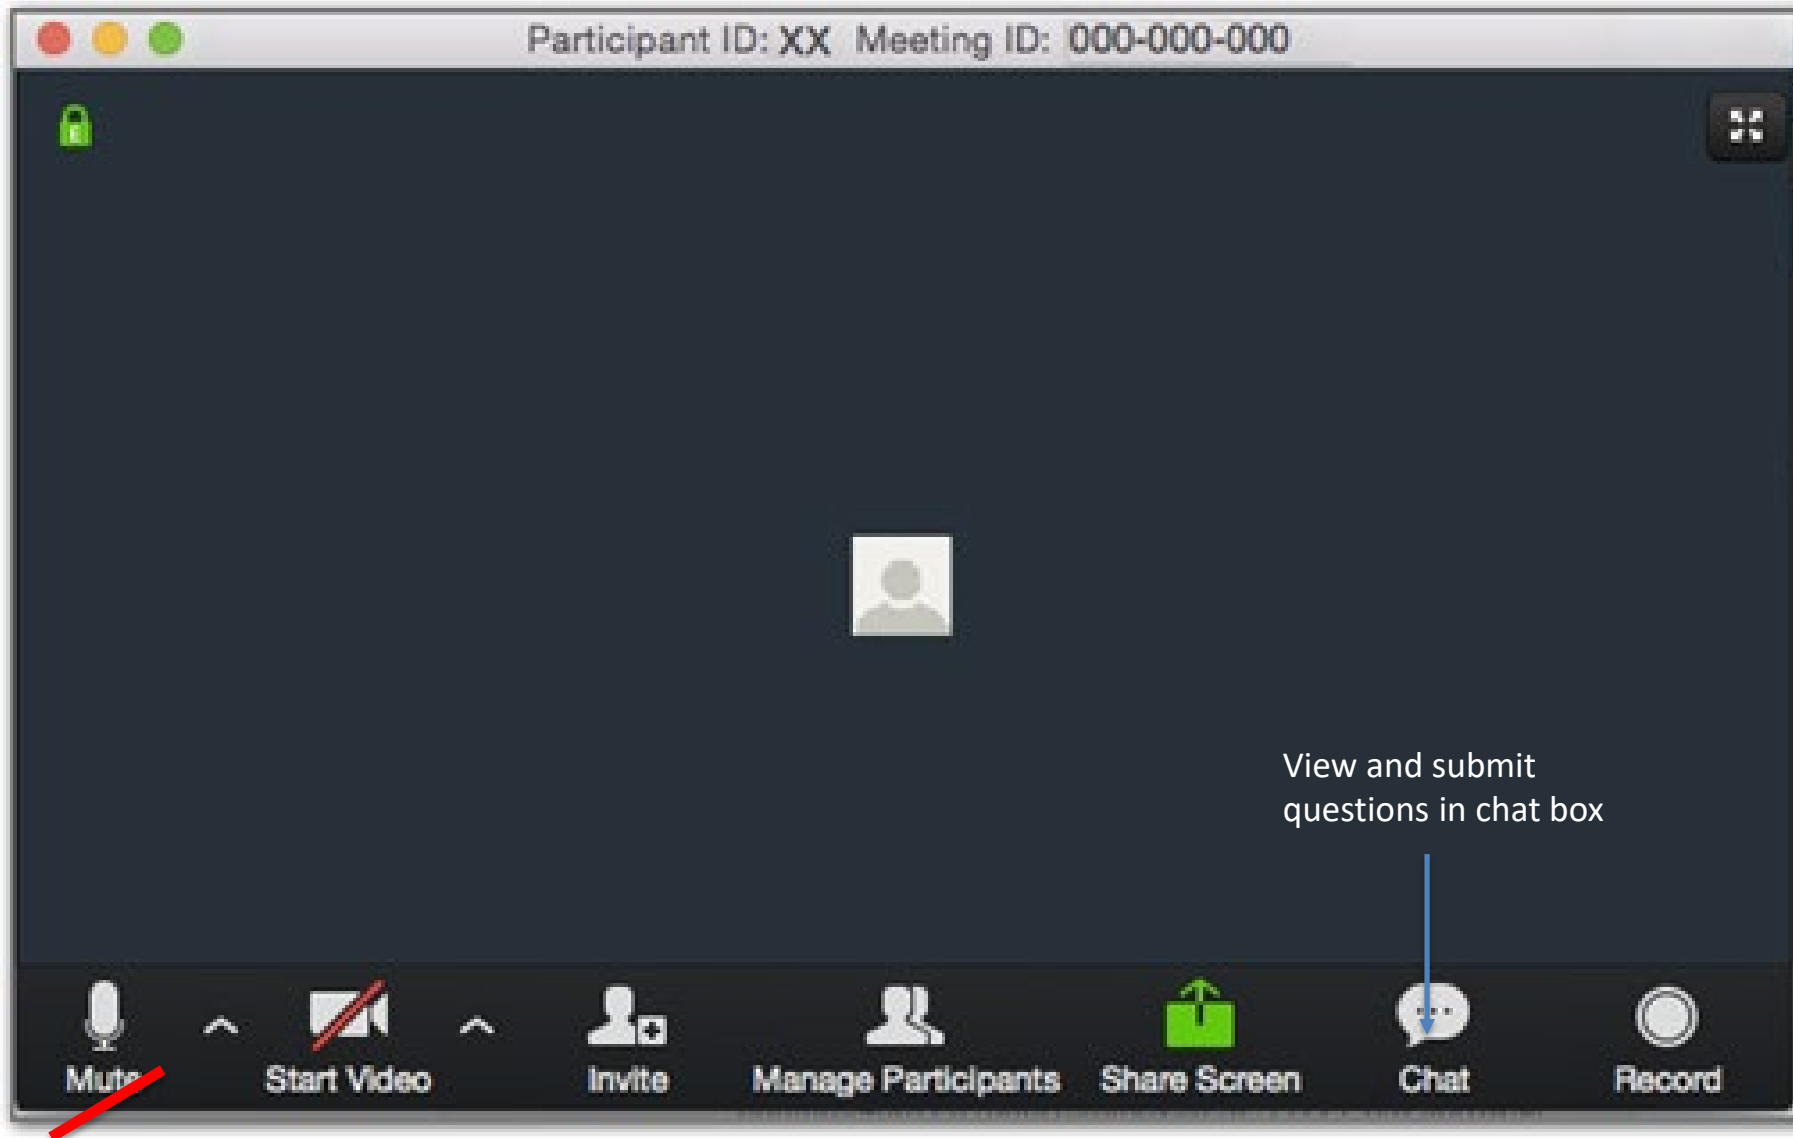 Participant ID: XX Meeting ID: 000-000-000
View and submit
questions in chat box
Mute
Start Video
Invite
Manage Participants
Share Screen
Chat
Record